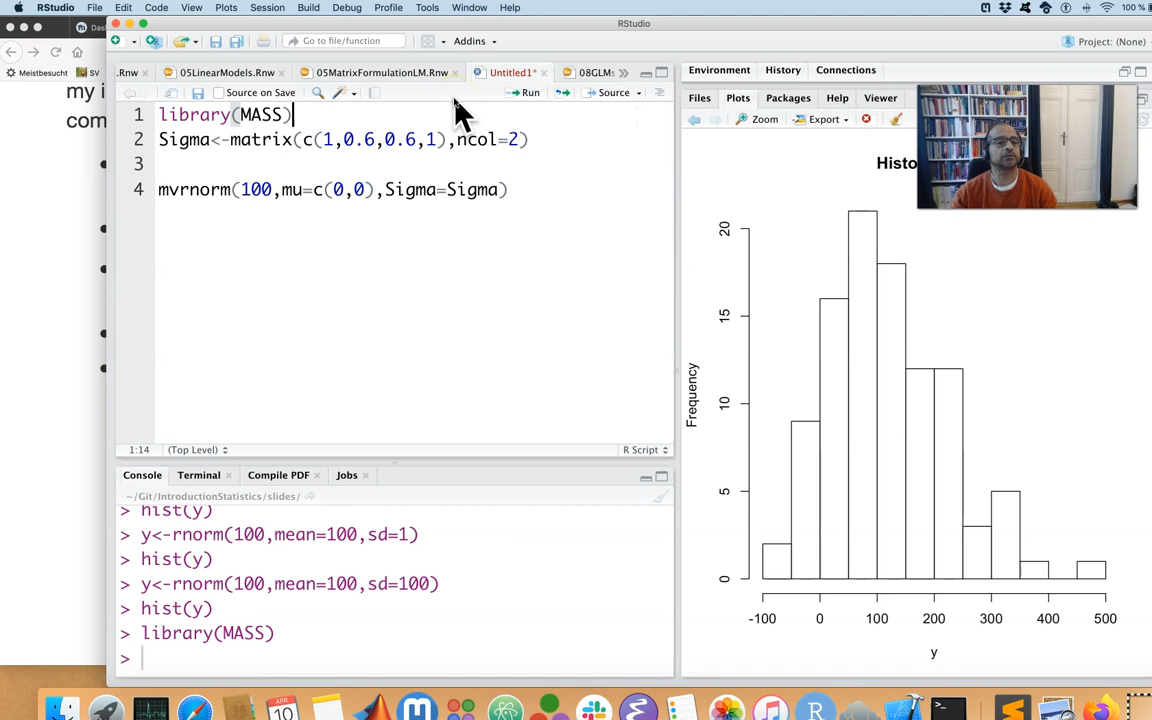 RStudio File Edit Code View Plots Session Build Debug Profile Tools Window Help 100 %
RStudio
Go to file/function Addins Project: (None)
Meistbesucht SV
.Rnw 05LinearModels.Rnw 05MatrixFormulationLM.Rnw Untitled1* 08GLMs
Source on Save Run Source
my i
com
1 library(MASS)
2 Sigma<-matrix(c(1,0.6,0.6,1),ncol=2)
3
4 mvrnorm(100,mu=c(0,0),Sigma=Sigma)
1:14 (Top Level) R Script
Console Terminal Compile PDF Jobs
~/Git/IntroductionStatistics/slides/
> hist(y)
> y<-rnorm(100,mean=100,sd=1)
> hist(y)
> y<-rnorm(100,mean=100,sd=100)
> hist(y)
> library(MASS)
>
Environment History Connections
Files Plots Packages Help Viewer
Zoom Export
Histo
Frequency
20
15
10
5
0
-100 0 100 200 300 400 500
y
10